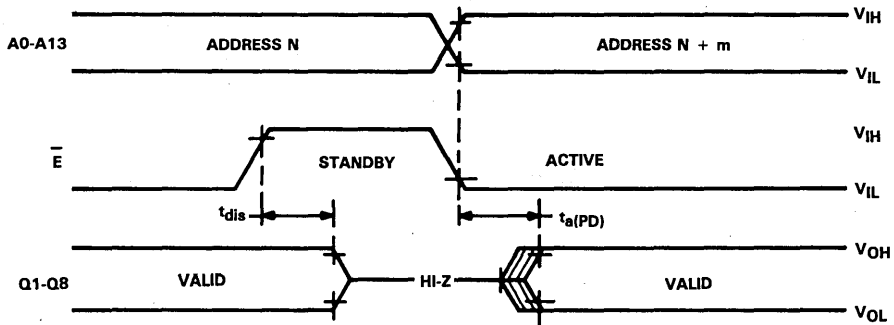 A0-A13 ADDRESS N ADDRESS N + m VIH
VIL
E STANDBY ACTIVE VIH
VIL
tdis ta(PD)
Q1-Q8 VALID HI-Z VALID VOH
VOL